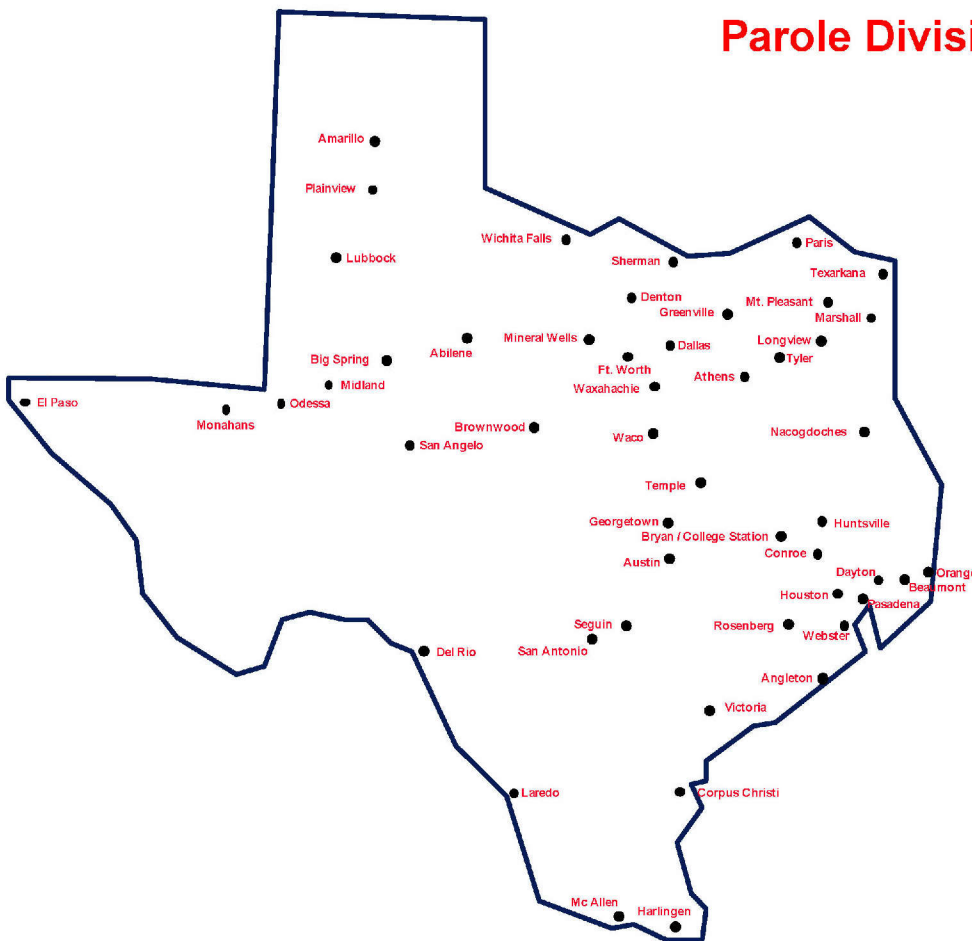 Parole Divisi
Amarillo
Plainview
Wichita Falls
Paris
Lubbock
Sherman
Texarkana
Denton
Mt. Pleasant
Greenville
Marshall
Abilene
Mineral Wells
Dallas
Longview
Big Spring
Tyler
Ft. Worth
Athens
Midland
Waxahachie
El Paso
Odessa
Monahans
Brownwood
Waco
Nacogdoches
San Angelo
Temple
Georgetown
Huntsville
Bryan / College Station
Austin
Conroe
Dayton
Orange
Beaumont
Houston
Pasadena
Seguin
Rosenberg
Webster
San Antonio
Del Rio
Angleton
Victoria
Laredo
Corpus Christi
Mc Allen
Harlingen